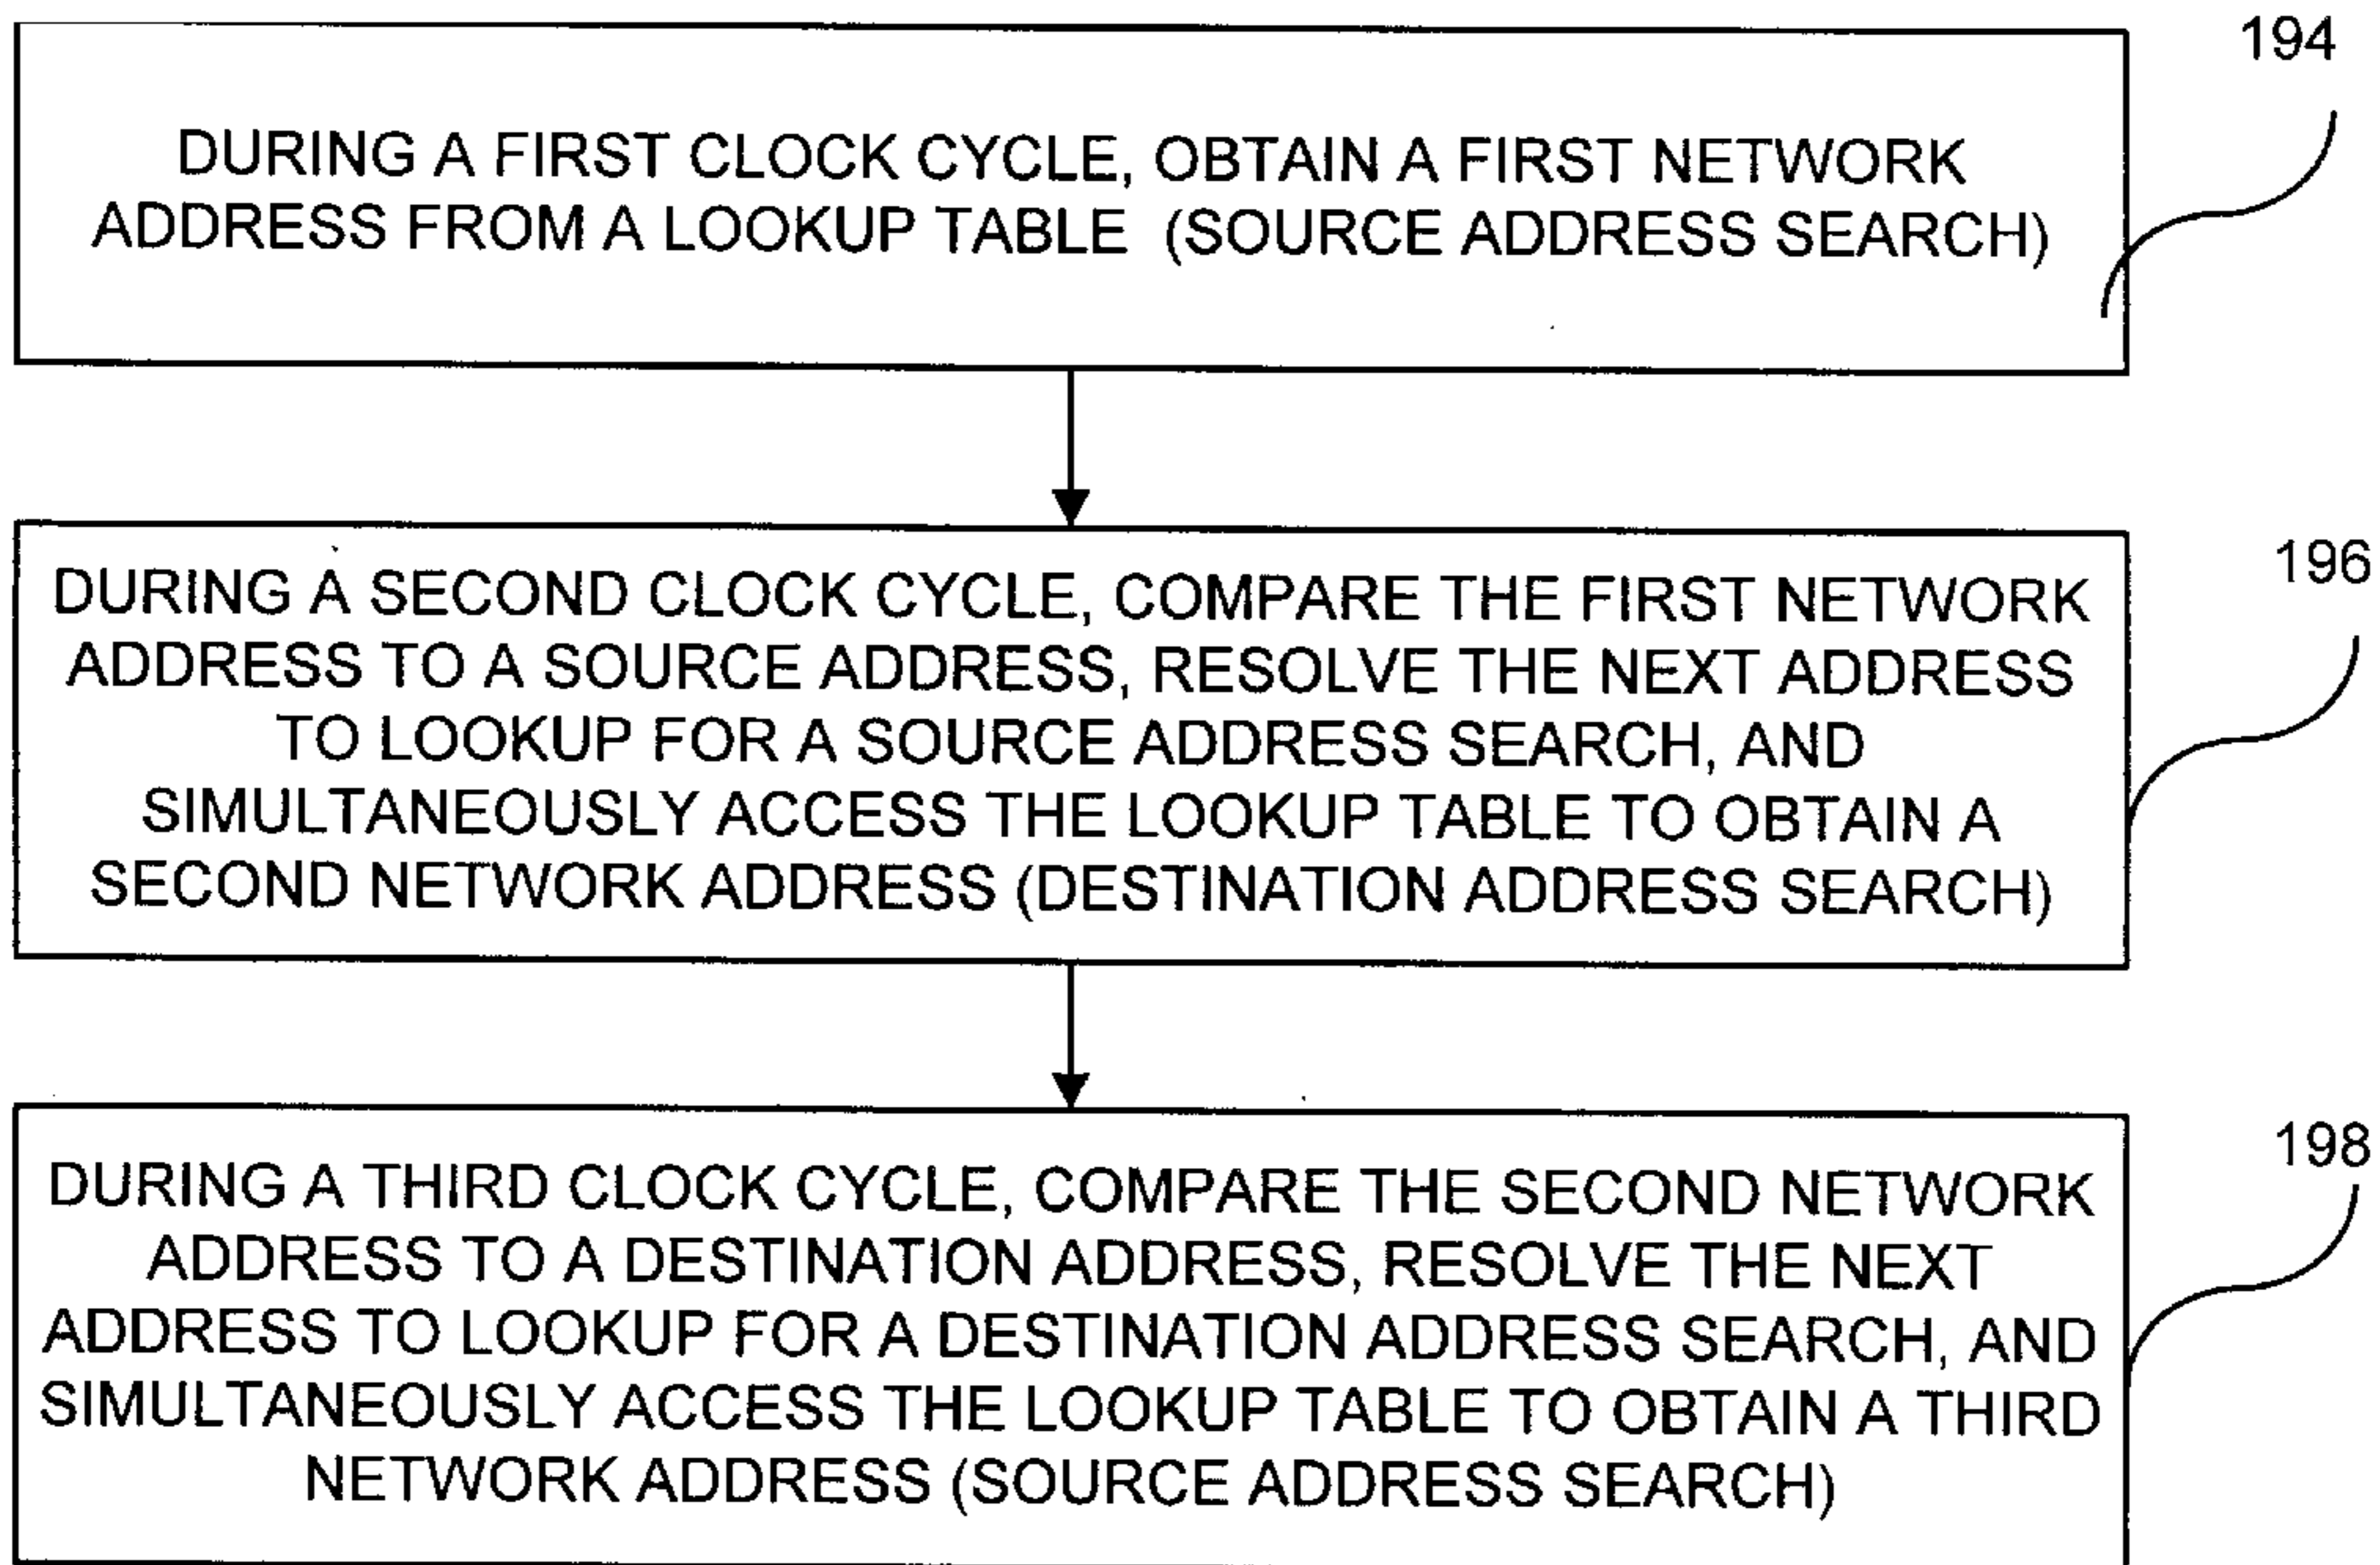 194
DURING A FIRST CLOCK CYCLE, OBTAIN A FIRST NETWORK
ADDRESS FROM A LOOKUP TABLE (SOURCE ADDRESS SEARCH)
196
DURING A SECOND CLOCK CYCLE, COMPARE THE FIRST NETWORK
ADDRESS TO A SOURCE ADDRESS, RESOLVE THE NEXT ADDRESS
TO LOOKUP FOR A SOURCE ADDRESS SEARCH, AND
SIMULTANEOUSLY ACCESS THE LOOKUP TABLE TO OBTAIN A
SECOND NETWORK ADDRESS (DESTINATION ADDRESS SEARCH)
198
DURING A THIRD CLOCK CYCLE, COMPARE THE SECOND NETWORK
ADDRESS TO A DESTINATION ADDRESS, RESOLVE THE NEXT
ADDRESS TO LOOKUP FOR A DESTINATION ADDRESS SEARCH, AND
SIMULTANEOUSLY ACCESS THE LOOKUP TABLE TO OBTAIN A THIRD
NETWORK ADDRESS (SOURCE ADDRESS SEARCH)